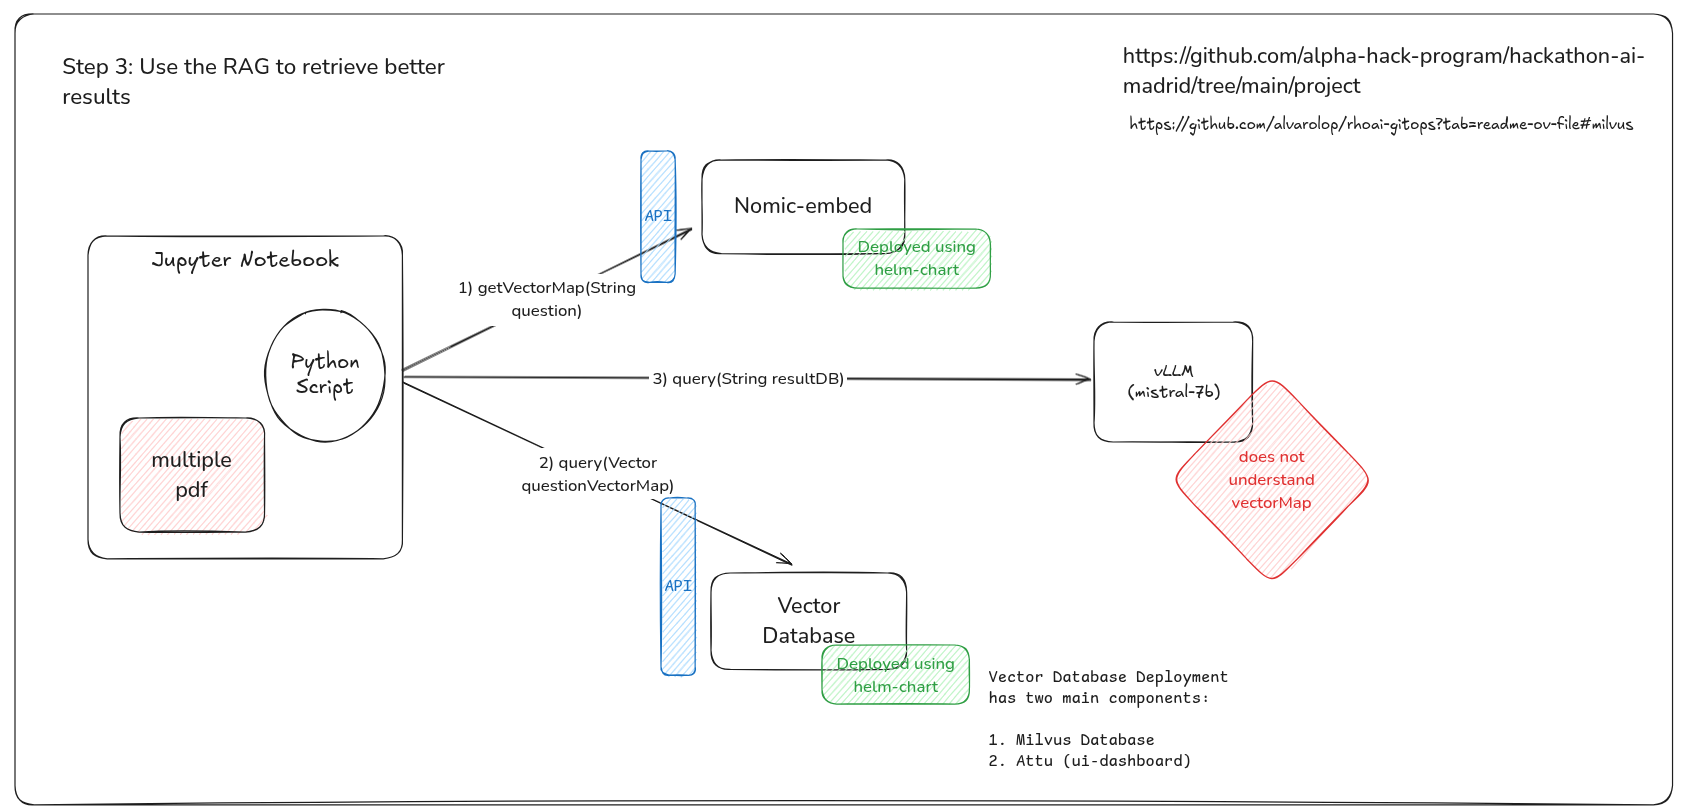 Step 3: Use the RAG to retrieve better
results
https://github.com/alpha-hack-program/hackathon-ai-
madrid/tree/main/project
https://github.com/alvarolop/rhoai-gitops?tab=readme-ov-file#milvus
API
Nomic-embed
Deployed using
helm-chart
Jupyter Notebook
1) getVectorMap(String
question)
Python
Script
3) query(String resultDB)
vLLM
(mistral-7b)
multiple
pdf
2) query(Vector
questionVectorMap)
does not
understand
vectorMap
API
Vector
Database
Deployed using
helm-chart
Vector Database Deployment
has two main components:
1. Milvus Database
2. Attu (ui-dashboard)